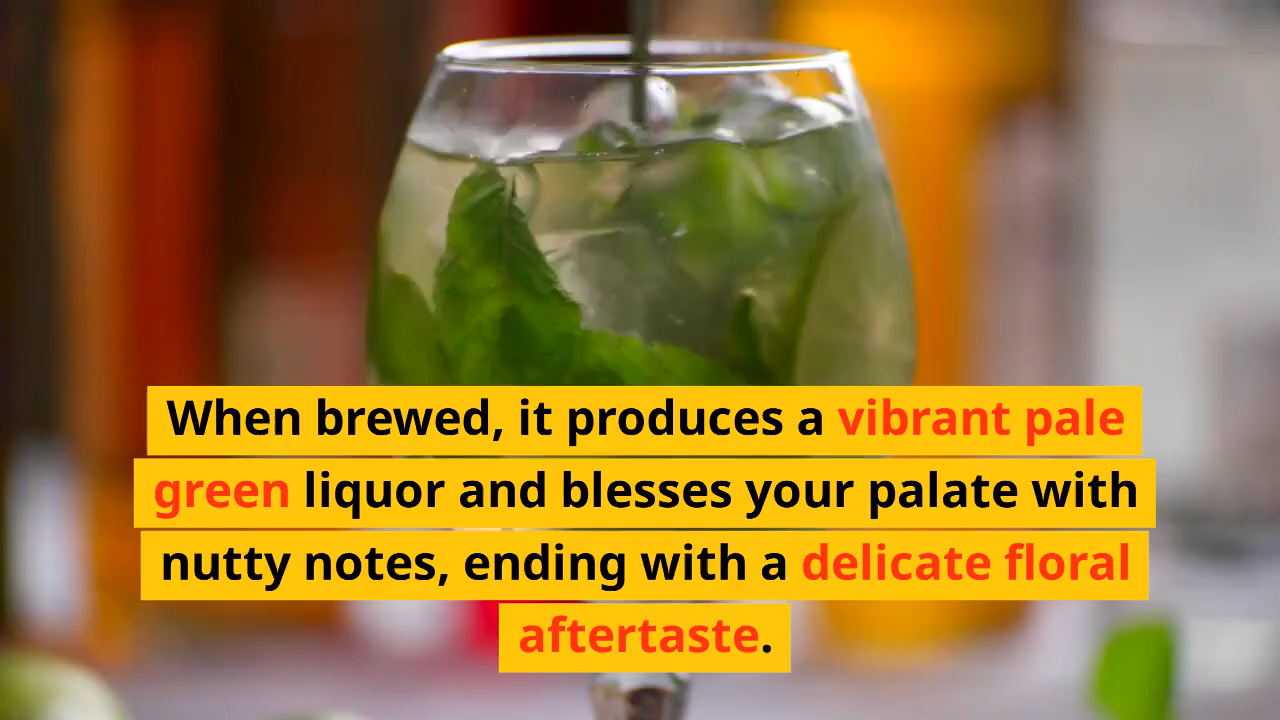 When brewed, it produces a vibrant pale
green liquor and blesses your palate with
nutty notes, ending with a delicate floral
aftertaste.